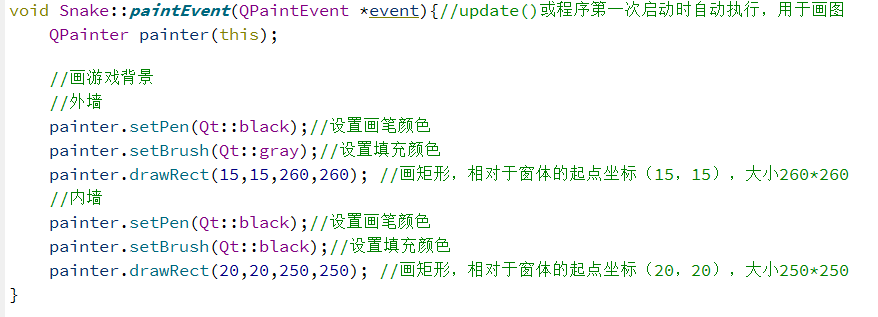 void Snake::paintEvent(QPaintEvent *event){//update()或程序第一次启动时自动执行，用于画图
    QPainter painter(this);

    //画游戏背景
    //外墙
    painter.setPen(Qt::black);//设置画笔颜色
    painter.setBrush(Qt::gray);//设置填充颜色
    painter.drawRect(15,15,260,260); //画矩形，相对于窗体的起点坐标（15，15），大小260*260
    //内墙
    painter.setPen(Qt::black);//设置画笔颜色
    painter.setBrush(Qt::black);//设置填充颜色
    painter.drawRect(20,20,250,250); //画矩形，相对于窗体的起点坐标（20，20），大小250*250
}